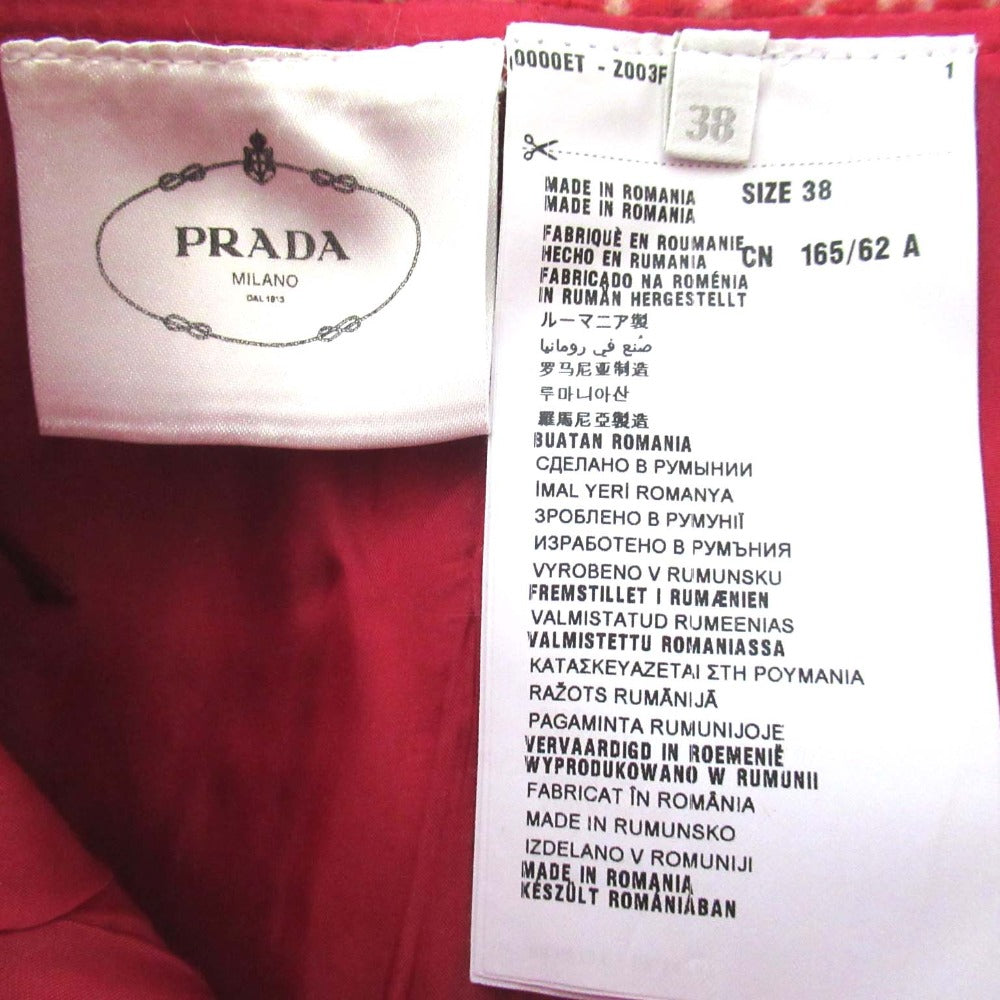 PRADA
MILANO
DAL 1913
0000ET - Z003F
1
38
MADE IN ROMANIA
MADE IN ROMANIA
SIZE 38
FABRIQUÈ EN ROUMANIE
HECHO EN RUMANIA
CN 165/62 A
FABRICADO NA ROMÉNIA
IN RUMÄN HERGESTELLT
ルーマニア製
صُنع في رومانيا
罗马尼亚制造
루마니아산
羅馬尼亞製造
BUATAN ROMANIA
СДЕЛАНО В РУМЫНИИ
İMAL YERİ ROMANYA
ЗРОБЛЕНО В РУМУНІЇ
ИЗРАБОТЕНО В РУМЪНИЯ
VYROBENO V RUMUNSKU
FREMSTILLET I RUMÆNIEN
VALMISTATUD RUMEENIAS
VALMISTETTU ROMANIASSA
ΚΑΤΑΣΚΕΥΑΖΕΤΑΙ ΣΤΗ ΡΟΥΜΑΝΙΑ
RAŽOTS RUMĀNIJĀ
PAGAMINTA RUMUNIJOJE
VERVAARDIGD IN ROEMENIË
WYPRODUKOWANO W RUMUNII
FABRICAT ÎN ROMÂNIA
MADE IN RUMUNSKO
IZDELANO V ROMUNIJI
MADE IN ROMANIA
KÉSZÜLT ROMÁNIÁBAN